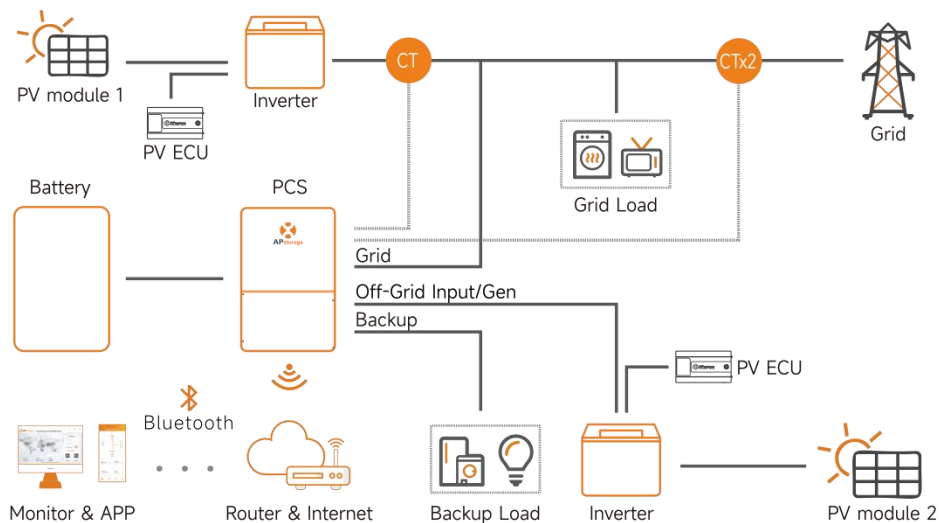 CT
CTx2
PV module 1
Inverter
PV ECU
Grid
Battery
PCS
Grid Load
APstorage
Grid
Off-Grid Input/Gen
Backup
PV ECU
Bluetooth
Monitor & APP
Router & Internet
Backup Load
Inverter
PV module 2